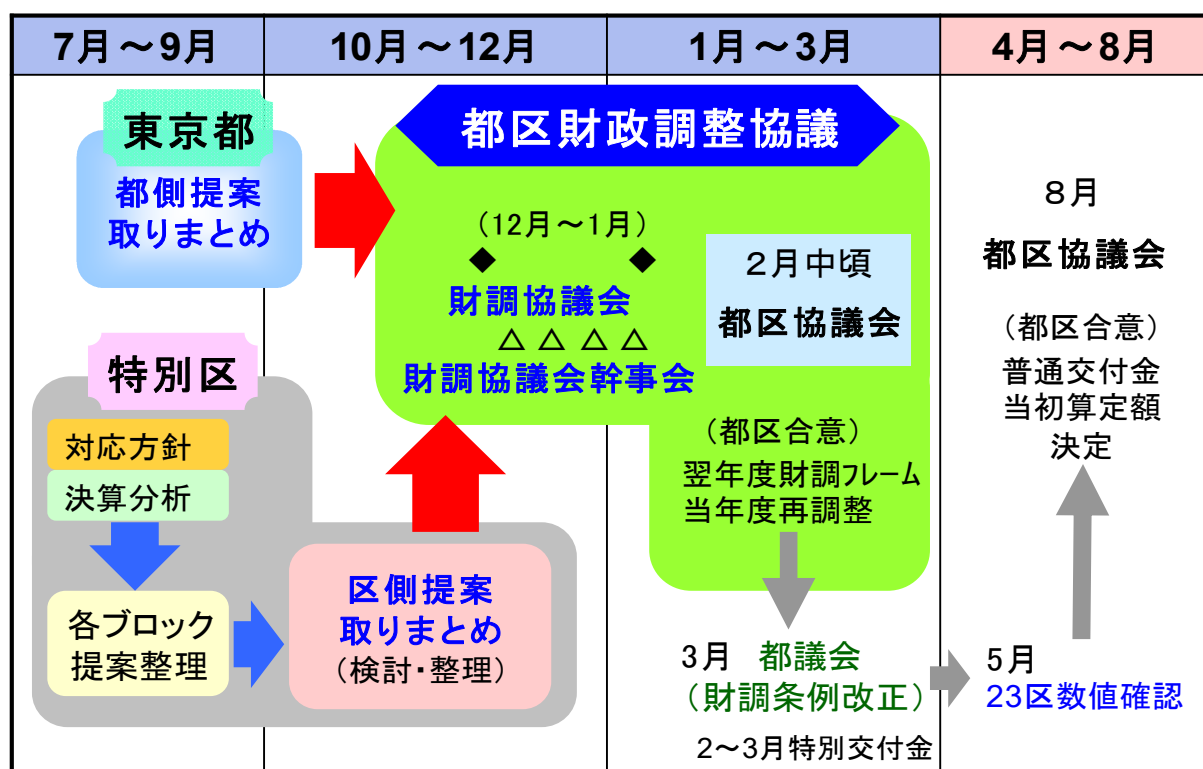 7月～9月
10月～12月
1月～3月
4月～8月
東京都
都側提案
取りまとめ
特別区
対応方針
決算分析
各ブロック
提案整理
区側提案
取りまとめ
（検討・整理）
都区財政調整協議
（12月～1月）
◆ ◆
財調協議会
△ △ △ △
財調協議会幹事会
２月中頃
都区協議会
（都区合意）
翌年度財調フレーム
当年度再調整
3月 都議会
（財調条例改正）
2～3月特別交付金
８月
都区協議会
（都区合意）
普通交付金
当初算定額
決定
5月
23区数値確認